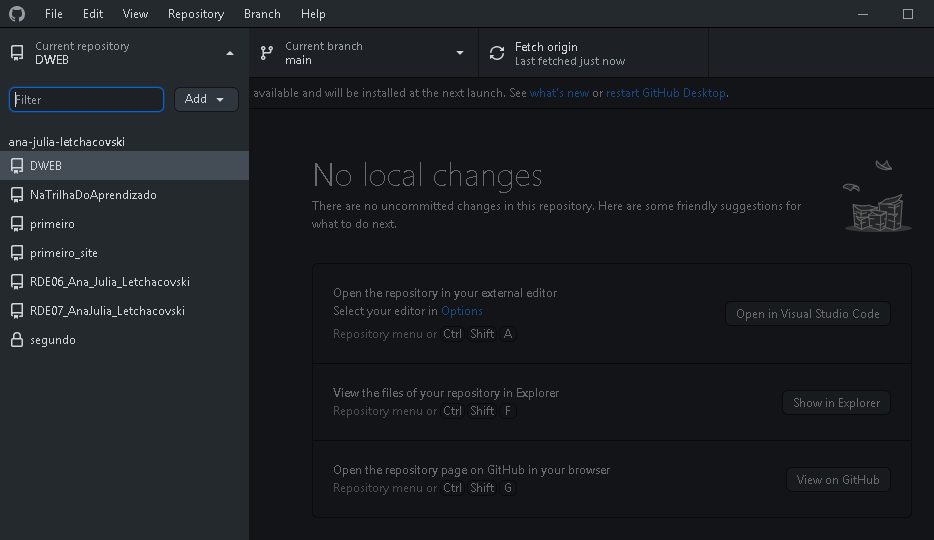 File Edit View Repository Branch Help
Current repository
DWEB
Current branch
main
Fetch origin
Last fetched just now
Filter
Add
available and will be installed at the next launch. See what's new or restart GitHub Desktop.
ana-julia-letchacovski
DWEB
NaTrilhaDoAprendizado
primeiro
primeiro_site
RDE06_Ana_Julia_Letchacovski
RDE07_AnaJulia_Letchacovski
segundo
No local changes
There are no uncommitted changes in this repository. Here are some friendly suggestions for
what to do next.
Open the repository in your external editor
Select your editor in Options
Repository menu or Ctrl Shift A
Open in Visual Studio Code
View the files of your repository in Explorer
Repository menu or Ctrl Shift F
Show in Explorer
Open the repository page on GitHub in your browser
Repository menu or Ctrl Shift G
View on GitHub